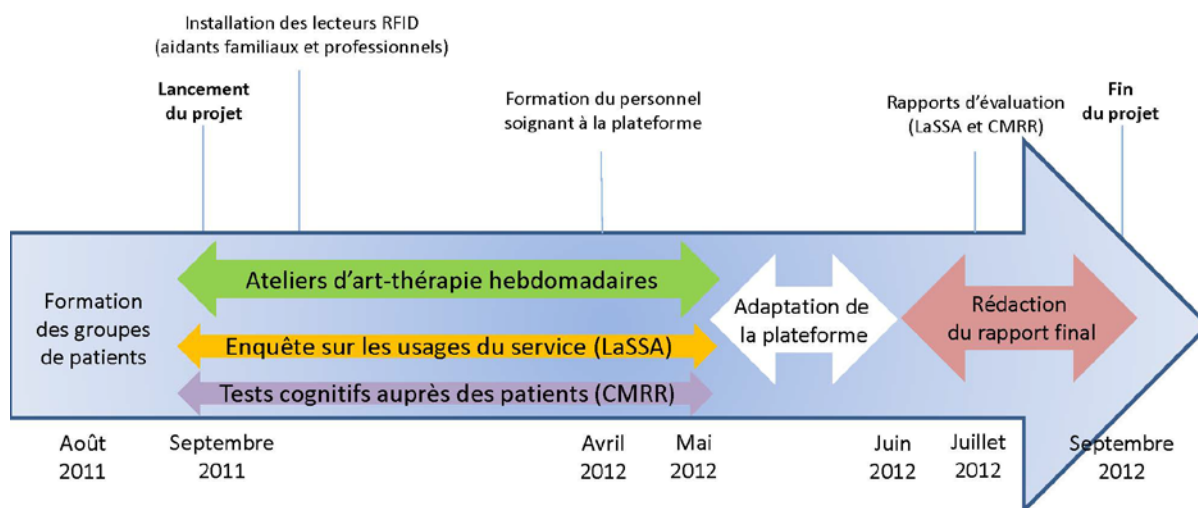 Installation des lecteurs RFID
(aidants familiaux et professionnels)
Lancement
du projet
Formation du personnel
soignant à la plateforme
Rapports d'évaluation
(LaSSA et CMRR)
Fin
du projet
Formation
des groupes
de patients
Ateliers d'art-thérapie hebdomadaires
Enquête sur les usages du service (LaSSA)
Tests cognitifs auprès des patients (CMRR)
Adaptation de
la plateforme
Rédaction
du rapport final
Août
2011
Septembre
2011
Avril
2012
Mai
2012
Juin
2012
Juillet
2012
Septembre
2012